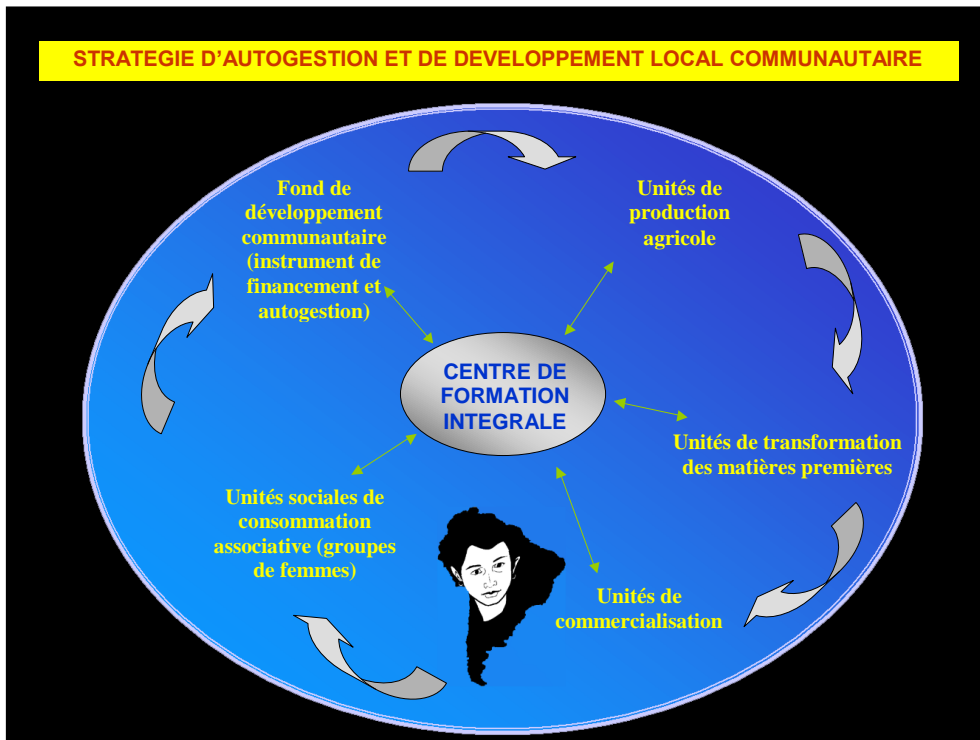 STRATEGIE D'AUTOGESTION ET DE DEVELOPPEMENT LOCAL COMMUNAUTAIRE
Fond de
développement
communautaire
(instrument de
financement et
autogestion)
Unités de
production
agricole
CENTRE DE
FORMATION
INTEGRALE
Unités de transformation
des matières premières
Unités sociales de
consommation
associative (groupes
de femmes)
Unités de
commercialisation